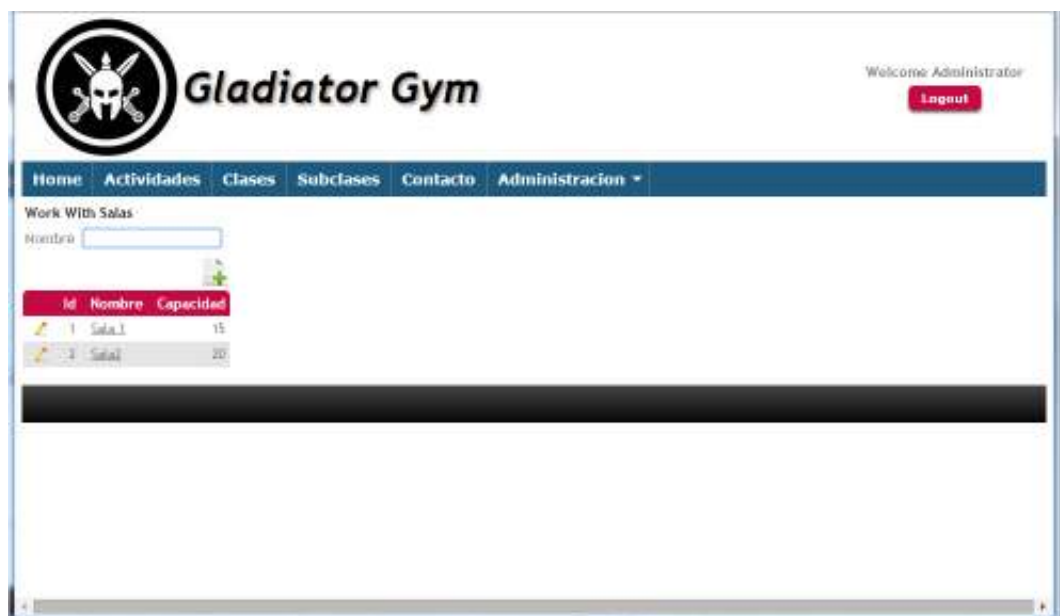 Gladiator Gym
Welcome Administrator
Logout
Home Actividades Clases Subclases Contacto Administracion
Work With Salas
Nombre
Id Nombre Capacidad
1 Sala 1 15
2 Sala2 20